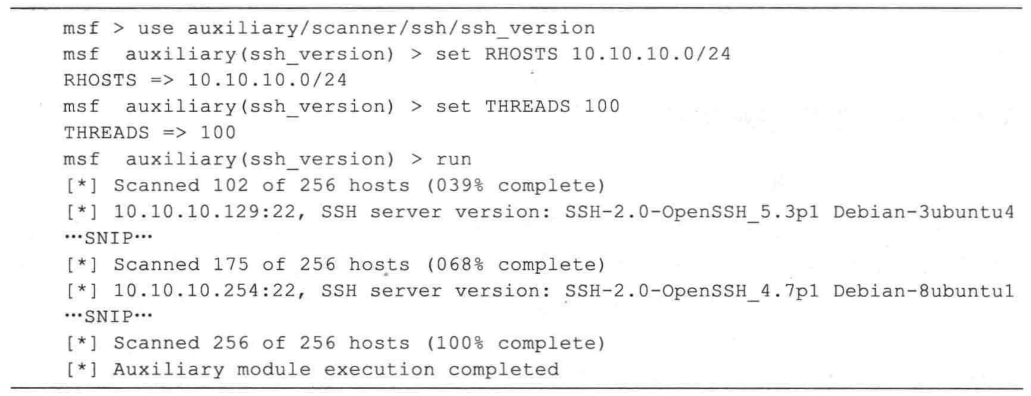 msf > use auxiliary/scanner/ssh/ssh_version
msf  auxiliary(ssh_version) > set RHOSTS 10.10.10.0/24
RHOSTS => 10.10.10.0/24
msf  auxiliary(ssh_version) > set THREADS 100
THREADS => 100
msf  auxiliary(ssh_version) > run
[*] Scanned 102 of 256 hosts (039% complete)
[*] 10.10.10.129:22, SSH server version: SSH-2.0-OpenSSH_5.3p1 Debian-3ubuntu4
…SNIP…
[*] Scanned 175 of 256 hosts (068% complete)
[*] 10.10.10.254:22, SSH server version: SSH-2.0-OpenSSH_4.7p1 Debian-8ubuntu1
…SNIP…
[*] Scanned 256 of 256 hosts (100% complete)
[*] Auxiliary module execution completed